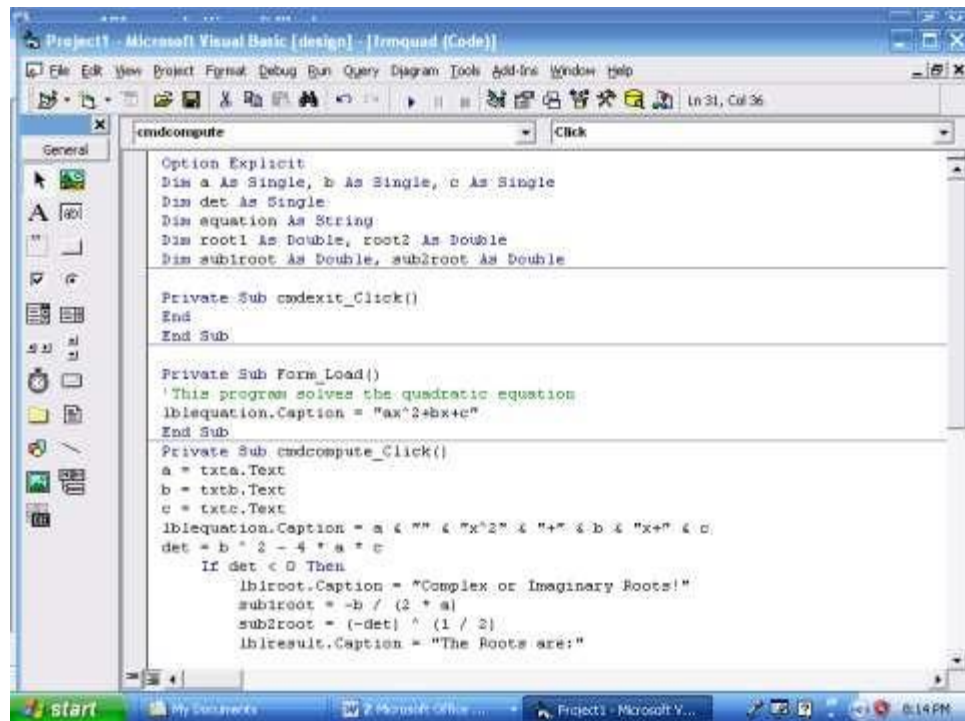 Project1 - Microsoft Visual Basic [design] - [frmquad (Code)]
File Edit View Project Format Debug Run Query Diagram Tools Add-Ins Window Help
Ln 31, Col 36
cmdcompute Click
General
Option Explicit
Dim a As Single, b As Single, c As Single
Dim det As Single
Dim equation As String
Dim root1 As Double, root2 As Double
Dim sub1root As Double, sub2root As Double
Private Sub cmdexit_Click()
End
End Sub
Private Sub Form_Load()
'This program solves the quadratic equation
lblequation.Caption = "ax^2+bx+c"
End Sub
Private Sub cmdcompute_Click()
a = txta.Text
b = txtb.Text
c = txtc.Text
lblequation.Caption = a & "" & "x^2" & "+" & b & "x+" & c
det = b ^ 2 - 4 * a * c
If det < 0 Then
lblroot.Caption = "Complex or Imaginary Roots!"
sub1root = -b / (2 * a)
sub2root = (-det) ^ (1 / 2)
lblresult.Caption = "The Roots are:"
start
My Documents
2 Microsoft Office ...
Project1 - Microsoft V...
8:14 PM